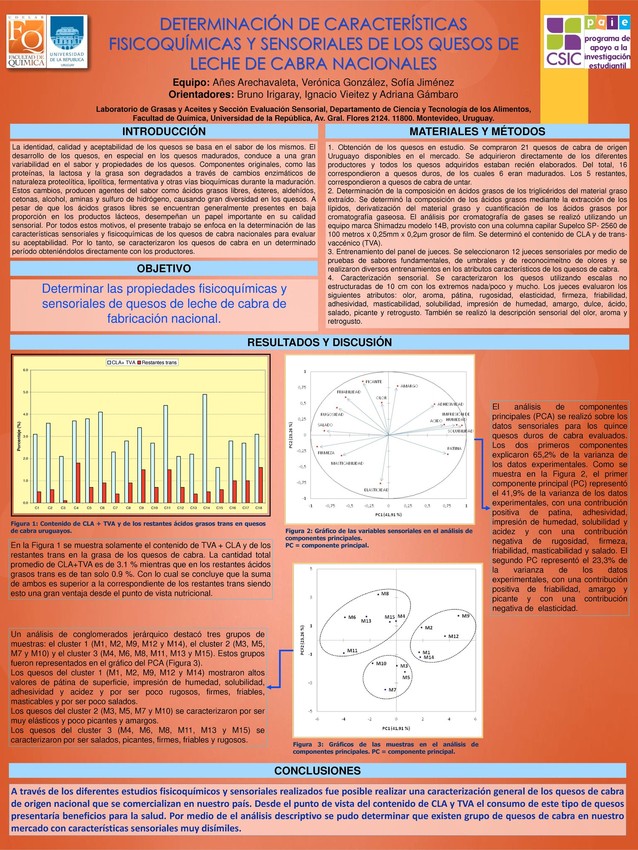 DETERMINACIÓN DE CARACTERÍSTICAS
FISICOQUÍMICAS Y SENSORIALES DE LOS QUESOS DE
LECHE DE CABRA NACIONALES
FACULTAD DE
QUÍMICA
UNIVERSIDAD
DE LA REPÚBLICA
URUGUAY
CSIC
paie
programa de
apoyo a la
investigación
estudiantil
Equipo: Añes Arechavaleta, Verónica González, Sofía Jiménez
Orientadores: Bruno Irigaray, Ignacio Vieitez y Adriana Gámbaro
Laboratorio de Grasas y Aceites y Sección Evaluación Sensorial, Departamento de Ciencia y Tecnología de los Alimentos,
Facultad de Química, Universidad de la República, Av. Gral. Flores 2124. 11800. Montevideo, Uruguay.
INTRODUCCIÓN
La identidad, calidad y aceptabilidad de los quesos se basa en el sabor de los mismos. El
desarrollo de los quesos, en especial en los quesos madurados, conduce a una gran
variabilidad en el sabor y propiedades de los quesos. Componentes originales, como las
proteínas, la lactosa y la grasa son degradados a través de cambios enzimáticos de
naturaleza proteolítica, lipolítica, fermentativa y otras vías bioquímicas durante la maduración.
Estos cambios, producen agentes del sabor como ácidos grasos libres, ésteres, aldehídos,
cetonas, alcohol, aminas y sulfuro de hidrógeno, causando gran diversidad en los quesos. A
pesar de que los ácidos grasos libres se encuentran generalmente presentes en baja
proporción en los productos lácteos, desempeñan un papel importante en su calidad
sensorial. Por todos estos motivos, el presente trabajo se enfoca en la determinación de las
características sensoriales y fisicoquímicas de los quesos de cabra nacionales para evaluar
su aceptabilidad. Por lo tanto, se caracterizaron los quesos de cabra en un determinado
período obteniéndolos directamente con los productores.
OBJETIVO
Determinar las propiedades fisicoquímicas y
sensoriales de quesos de leche de cabra de
fabricación nacional.
MATERIALES Y MÉTODOS
1. Obtención de los quesos en estudio. Se compraron 21 quesos de cabra de origen
Uruguayo disponibles en el mercado. Se adquirieron directamente de los diferentes
productores y todos los quesos adquiridos estaban recién elaborados. Del total, 16
correspondieron a quesos duros, de los cuales 6 eran madurados. Los 5 restantes,
correspondieron a quesos de cabra de untar.
2. Determinación de la composición en ácidos grasos de los triglicéridos del material graso
extraído. Se determinó la composición de los ácidos grasos mediante la extracción de los
lípidos, derivatización del material graso y cuantificación de los ácidos grasos por
cromatografía gaseosa. El análisis por cromatografía de gases se realizó utilizando un
equipo marca Shimadzu modelo 14B, provisto con una columna capilar Supelco SP- 2560 de
100 metros x 0,25mm x 0,2µm grosor de film. Se determinó el contenido de CLA y de trans-
vaccénico (TVA).
3. Entrenamiento del panel de jueces. Se seleccionaron 12 jueces sensoriales por medio de
pruebas de sabores fundamentales, de umbrales y de reconocimiento de olores y se
realizaron diversos entrenamientos en los atributos característicos de los quesos de cabra.
4. Caracterización sensorial. Se caracterizaron los quesos utilizando escalas no
estructuradas de 10 cm con los extremos nada/poco y mucho. Los jueces evaluaron los
siguientes atributos: olor, aroma, pátina, rugosidad, elasticidad, firmeza, friabilidad,
adhesividad, masticabilidad, solubilidad, impresión de humedad, amargo, dulce, ácido,
salado, picante y retrogusto. También se realizó la descripción sensorial del olor, aroma y
retrogusto.
RESULTADOS Y DISCUSIÓN
CLA+ TVA Restantes trans
Porcentaje (%)
Figura 1: Contenido de CLA + TVA y de los restantes ácidos grasos trans en quesos
de cabra uruguayos.
En la Figura 1 se muestra solamente el contenido de TVA + CLA y de los
restantes trans en la grasa de los quesos de cabra. La cantidad total
promedio de CLA+TVA es de 3.1 % mientras que en los restantes ácidos
grasos trans es de tan solo 0.9 %. Con lo cual se concluye que la suma
de ambos es superior a la correspondiente de los restantes trans siendo
esto una gran ventaja desde el punto de vista nutricional.
Un análisis de conglomerados jerárquico destacó tres grupos de
muestras: el cluster 1 (M1, M2, M9, M12 y M14), el cluster 2 (M3, M5,
M7 y M10) y el cluster 3 (M4, M6, M8, M11, M13 y M15). Estos grupos
fueron representados en el gráfico del PCA (Figura 3).
Los quesos del cluster 1 (M1, M2, M9, M12 y M14) mostraron altos
valores de pátina de superficie, impresión de humedad, solubilidad,
adhesividad y acidez y por ser poco rugosos, firmes, friables,
masticables y por ser poco salados.
Los quesos del cluster 2 (M3, M5, M7 y M10) se caracterizaron por ser
muy elásticos y poco picantes y amargos.
Los quesos del cluster 3 (M4, M6, M8, M11, M13 y M15) se
caracterizaron por ser salados, picantes, firmes, friables y rugosos.
PICANTE
AMARGO
FRIABILIDAD
OLOR
RUGOSIDAD
ADHESIVIDAD
SALADO
ACIDO
IMPRESION DE
HUMEDAD
SOLUBILIDAD
FIRMEZA
PATINA
MASTICABILIDAD
ELASTICIDAD
PC2 (23,26 %)
PC1 (41,91 %)
Figura 2: Gráfico de las variables sensoriales en el análisis de
componentes principales.
PC = componente principal.
M8
M6
M13
M15
M4
M9
M2
M12
M11
M1
M14
M10
M3
M5
M7
PC1 (41,91 %)
Figura 3: Gráficos de las muestras en el análisis de
componentes principales. PC = componente principal.
El análisis de componentes
principales (PCA) se realizó sobre los
datos sensoriales para los quince
quesos duros de cabra evaluados.
Los dos primeros componentes
explicaron 65,2% de la varianza de
los datos experimentales. Como se
muestra en la Figura 2, el primer
componente principal (PC) representó
el 41,9% de la varianza de los datos
experimentales, con una contribución
positiva de patina, adhesividad,
impresión de humedad, solubilidad y
acidez y con una contribución
negativa de rugosidad, firmeza,
friabilidad, masticabilidad y salado. El
segundo PC representó el 23,3% de
la varianza de los datos
experimentales, con una contribución
positiva de friabilidad, amargo y
picante y con una contribución
negativa de elasticidad.
CONCLUSIONES
A través de los diferentes estudios fisicoquímicos y sensoriales realizados fue posible realizar una caracterización general de los quesos de cabra
de origen nacional que se comercializan en nuestro país. Desde el punto de vista del contenido de CLA y TVA el consumo de este tipo de quesos
presentaría beneficios para la salud. Por medio de el análisis descriptivo se pudo determinar que existen grupo de quesos de cabra en nuestro
mercado con características sensoriales muy disímiles.